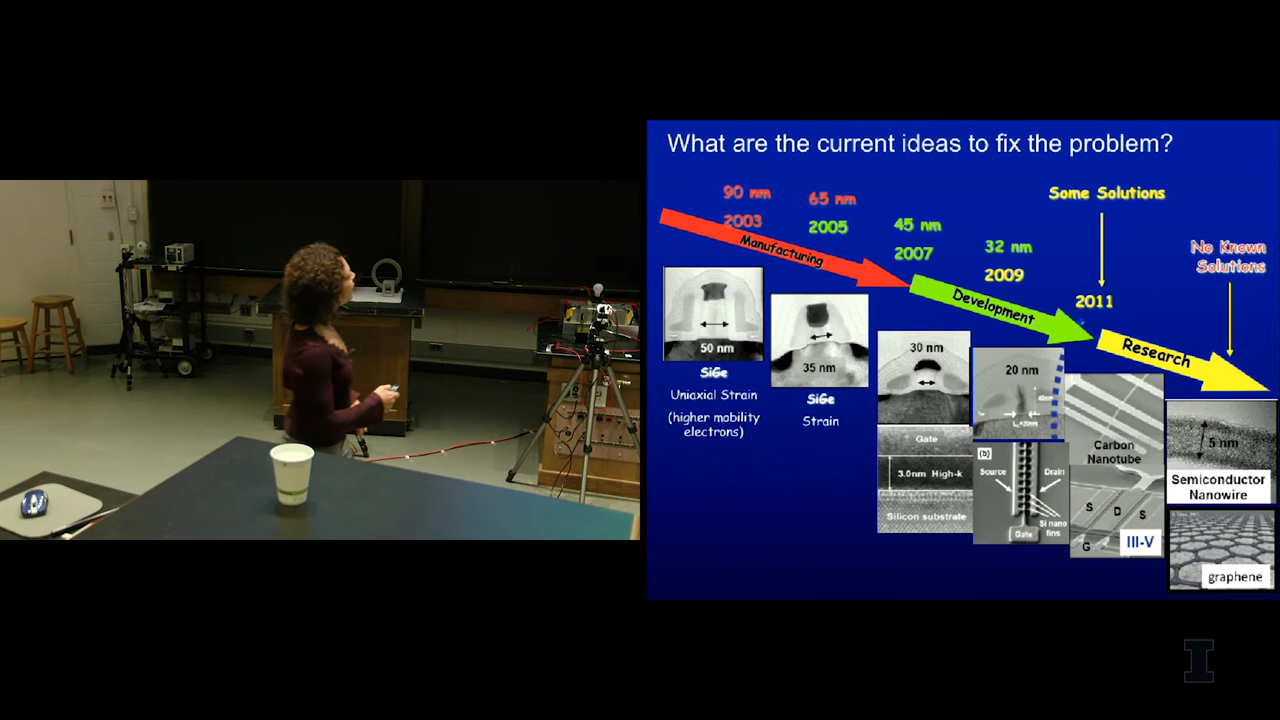 What are the current ideas to fix the problem?
90 nm
2003
65 nm
2005
45 nm
2007
32 nm
2009
Some Solutions
2011
No Known
Solutions
Manufacturing
Development
Research
50 nm
SiGe
Uniaxial Strain
(higher mobility
electrons)
35 nm
SiGe
Strain
30 nm
Gate
3.0nm High-k
Silicon substrate
20 nm
(b)
Source
Drain
Si nano
fins
Gate
Carbon
Nanotube
S D S
G
III-V
5 nm
Semiconductor
Nanowire
graphene
I